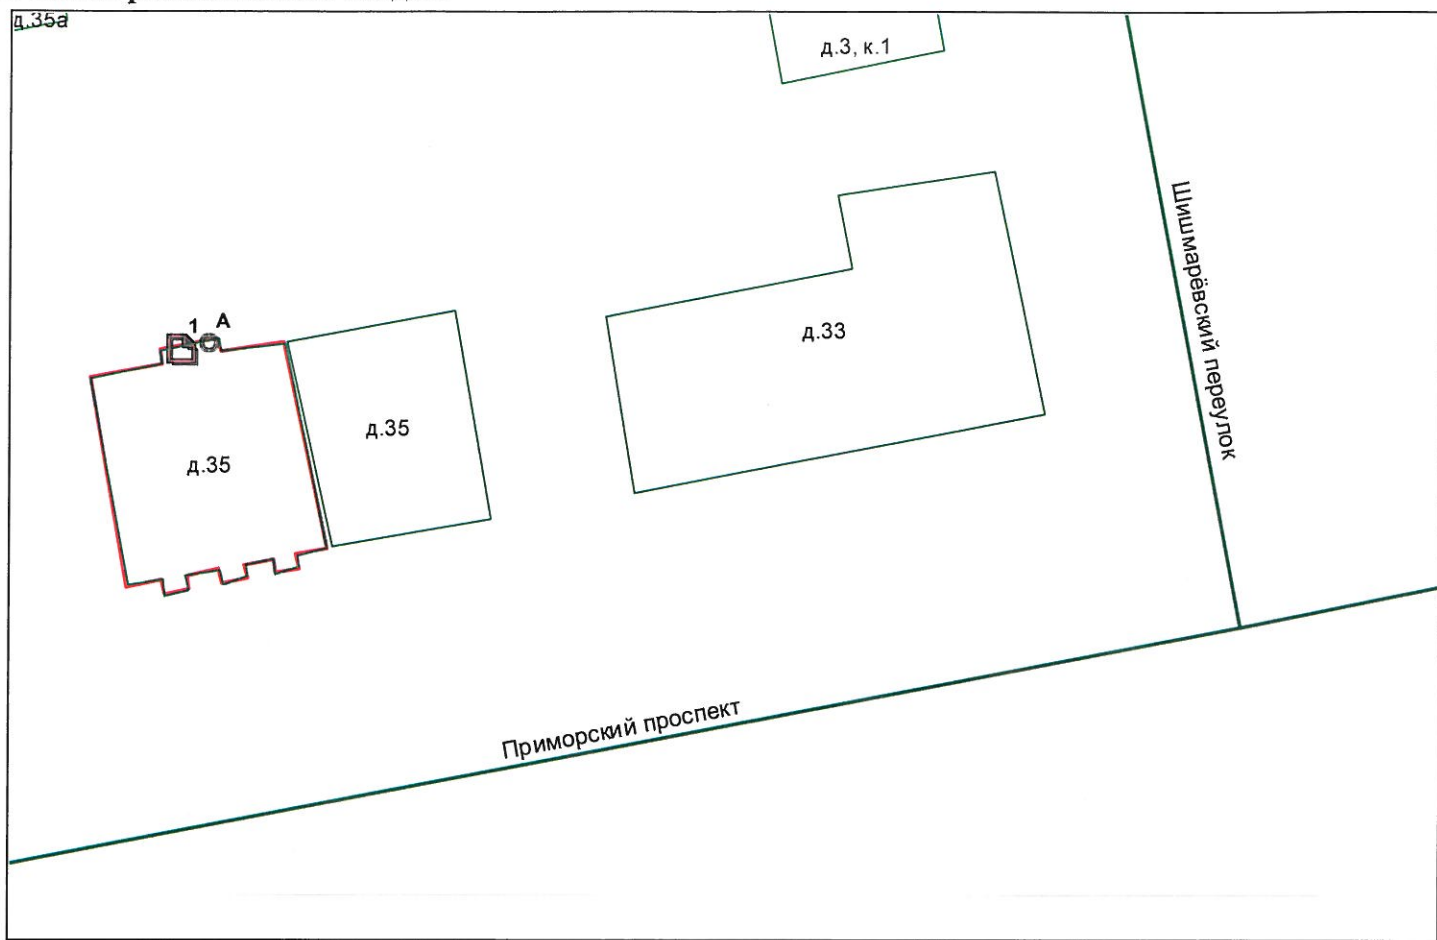 д.35а
д.3, к.1
Шишмарёвский переулок
1 А
д.33
д.35
д.35
Приморский проспект